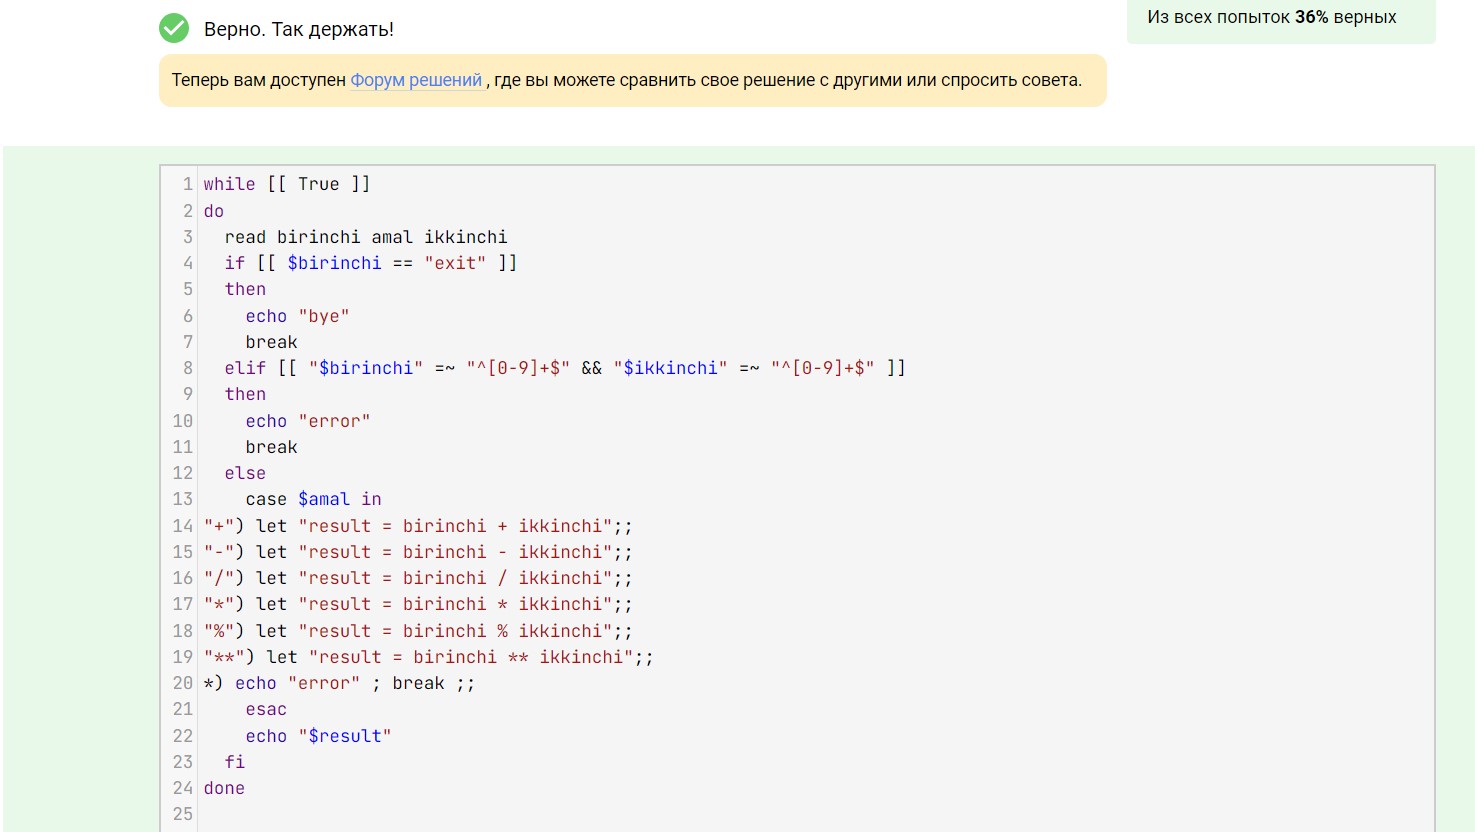 Верно. Так держать!
Из всех попыток 36% верных
Теперь вам доступен Форум решений , где вы можете сравнить свое решение с другими или спросить совета.
1 while [[ True ]]
2 do
3   read birinchi amal ikkinchi
4   if [[ $birinchi == "exit" ]]
5   then
6     echo "bye"
7     break
8   elif [[ "$birinchi" =~ "^[0-9]+$" && "$ikkinchi" =~ "^[0-9]+$" ]]
9   then
10     echo "error"
11     break
12   else
13     case $amal in
14 "+") let "result = birinchi + ikkinchi";;
15 "-") let "result = birinchi - ikkinchi";;
16 "/") let "result = birinchi / ikkinchi";;
17 "*") let "result = birinchi * ikkinchi";;
18 "%") let "result = birinchi % ikkinchi";;
19 "**") let "result = birinchi ** ikkinchi";;
20 *) echo "error" ; break ;;
21     esac
22     echo "$result"
23   fi
24 done
25